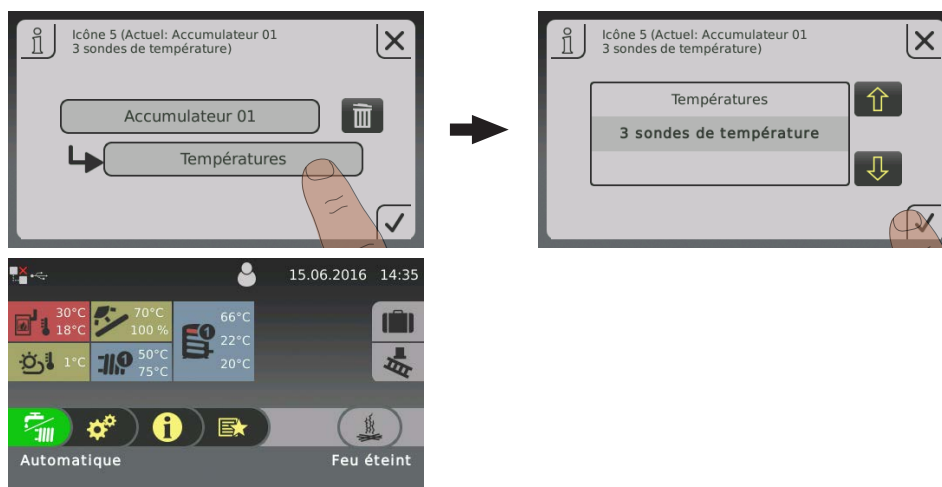 Icône 5 (Actuel: Accumulateur 01
3 sondes de température)
Accumulateur 01
Températures
Icône 5 (Actuel: Accumulateur 01
3 sondes de température)
Températures
3 sondes de température
15.06.2016 14:35
30°C
18°C
70°C
100 %
66°C
22°C
20°C
1°C
50°C
75°C
1
1
Automatique
Feu éteint